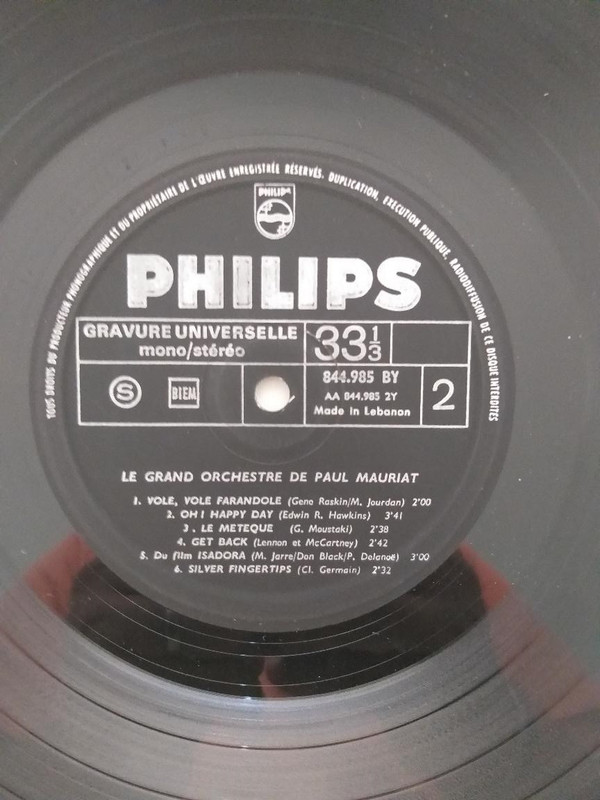 TOUS DROITS DU PRODUCTEUR PHONOGRAPHIQUE ET DU PROPRIÉTAIRE DE L'ŒUVRE ENREGISTRÉE RÉSERVÉS. DUPLICATION, EXECUTION PUBLIQUE, RADIODIFFUSION DE CE DISQUE INTERDITES
PHILIPS
PHILIPS
GRAVURE UNIVERSELLE
mono/stéréo
33 1/3
S
BIEM
844.985 BY
AA 844.985 2Y
Made in Lebanon
2
LE GRAND ORCHESTRE DE PAUL MAURIAT
1. VOLE, VOLE FARANDOLE (Geno Raskin/M. Jourdan) 2'00
2. OH! HAPPY DAY (Edwin R. Hawkins) 3'41
3. LE METEQUE (G. Moustaki) 2'38
4. GET BACK (Lennon et McCartney) 2'42
5. Du film ISADORA (M. Jarre/Don Black/P. Delanoë) 3'00
6. SILVER FINGERTIPS (Cl. Germain) 2'32